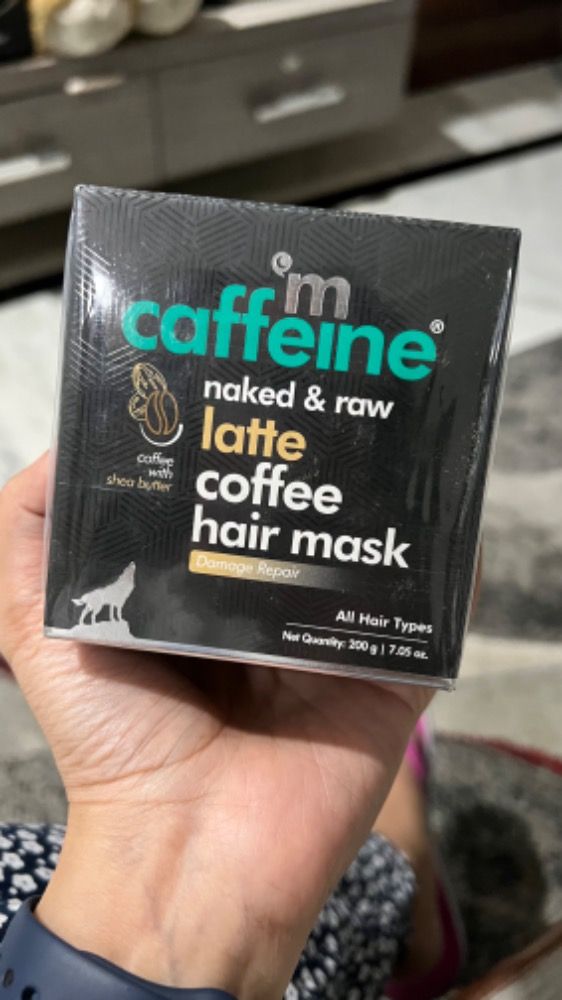 'm
caffeine®
naked & raw
latte
coffee
hair mask
Damage Repair
coffee
with
shea butter
All Hair Types
Net Quantity: 200 g | 7.05 oz.